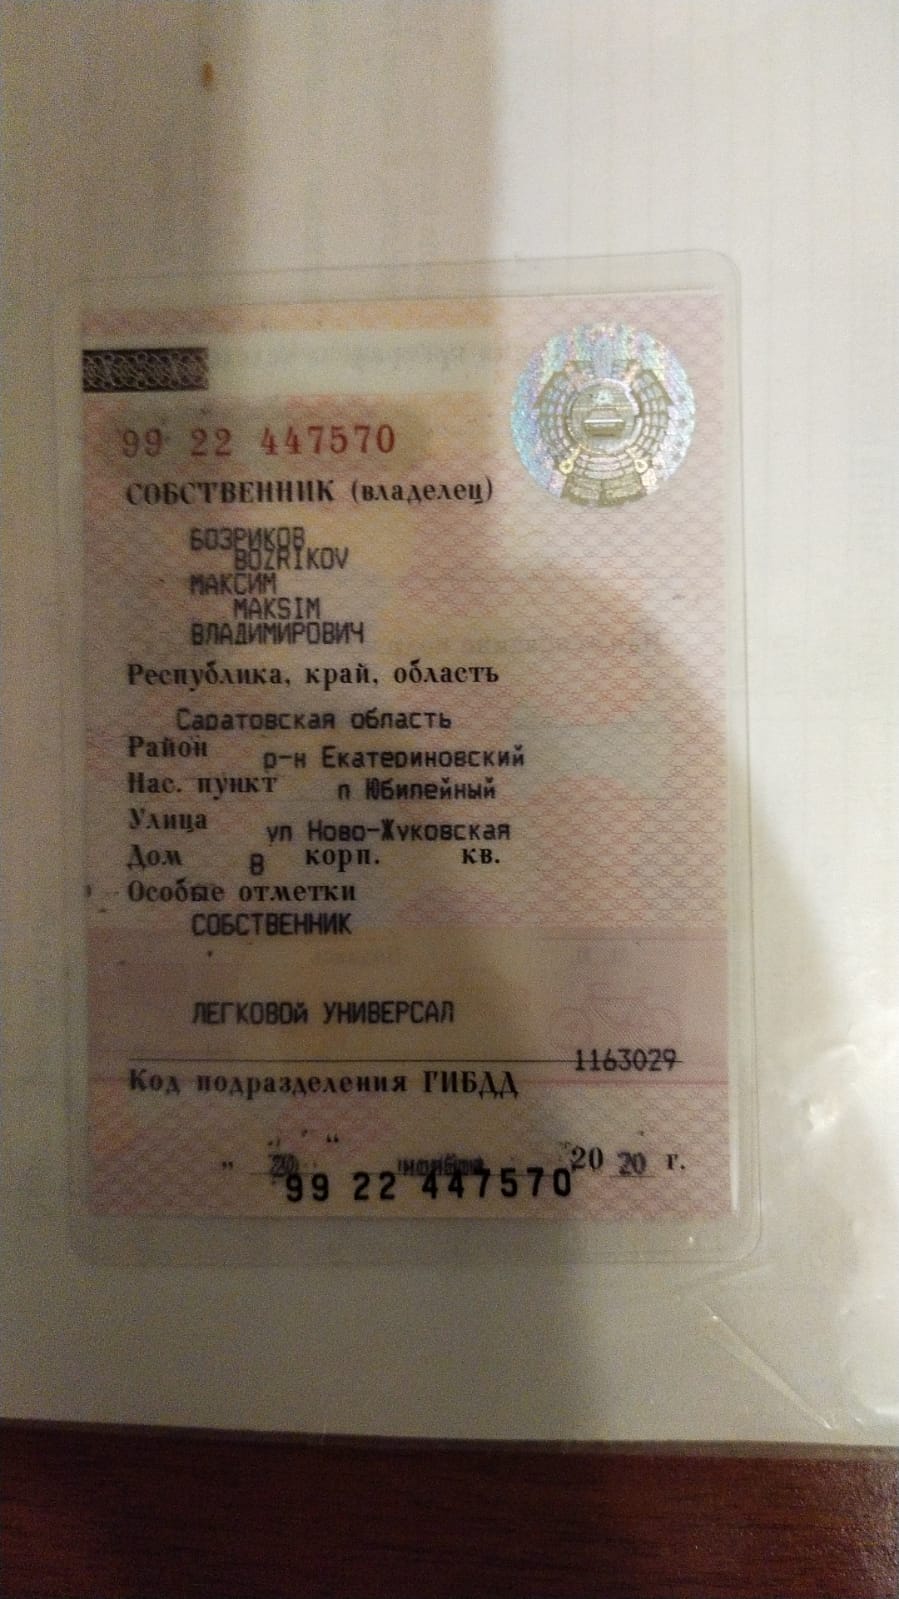 99 22 447570
СОБСТВЕННИК (владелец)
БОЗРИКОВ
BOZRIKOV
МАКСИМ
MAKSIM
ВЛАДИМИРОВИЧ
Республика, край, область
Саратовская область
Район р-н Екатериновский
Нас. пункт п Юбилейный
Улица ул Ново-Жуковская
Дом 8 корп. кв.
Особые отметки
СОБСТВЕННИК
ЛЕГКОВОЙ УНИВЕРСАЛ
1163029
Код подразделения ГИБДД
" 20 " ноября 20 20 г.
99 22 447570